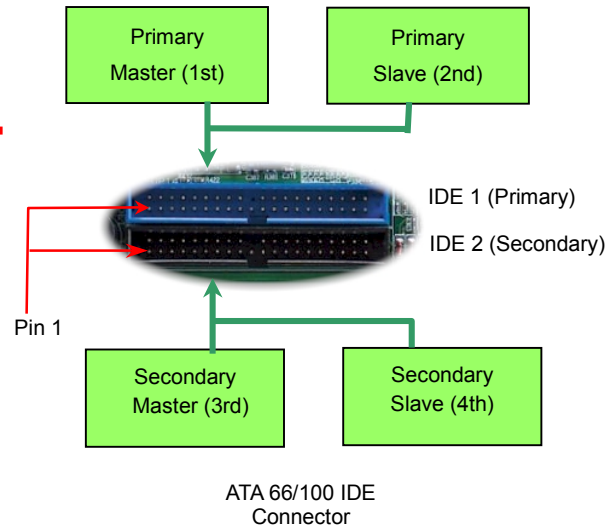 Primary
Master (1st)
Primary
Slave (2nd)
IDE 1 (Primary)
IDE 2 (Secondary)
Pin 1
Secondary
Master (3rd)
Secondary
Slave (4th)
ATA 66/100 IDE
Connector